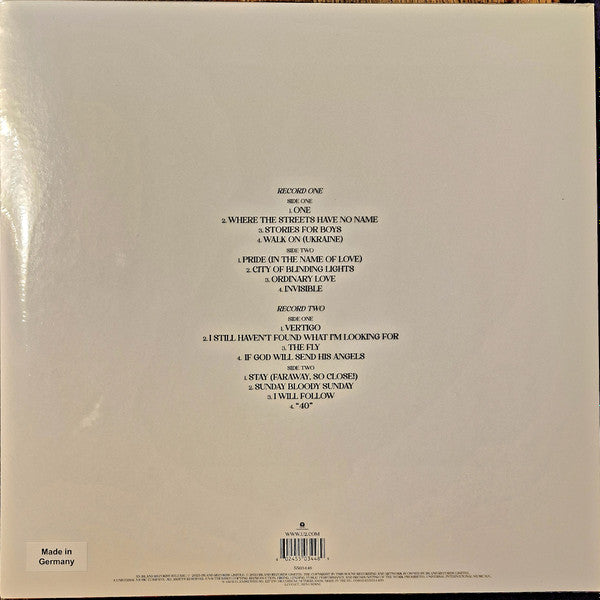 RECORD ONE
SIDE ONE
1. ONE
2. WHERE THE STREETS HAVE NO NAME
3. STORIES FOR BOYS
4. WALK ON (UKRAINE)
SIDE TWO
1. PRIDE (IN THE NAME OF LOVE)
2. CITY OF BLINDING LIGHTS
3. ORDINARY LOVE
4. INVISIBLE
RECORD TWO
SIDE ONE
1. VERTIGO
2. I STILL HAVEN'T FOUND WHAT I'M LOOKING FOR
3. THE FLY
4. IF GOD WILL SEND HIS ANGELS
SIDE TWO
1. STAY (FARAWAY, SO CLOSE!)
2. SUNDAY BLOODY SUNDAY
3. I WILL FOLLOW
4. "40"
WWW.U2.COM
Made in
Germany